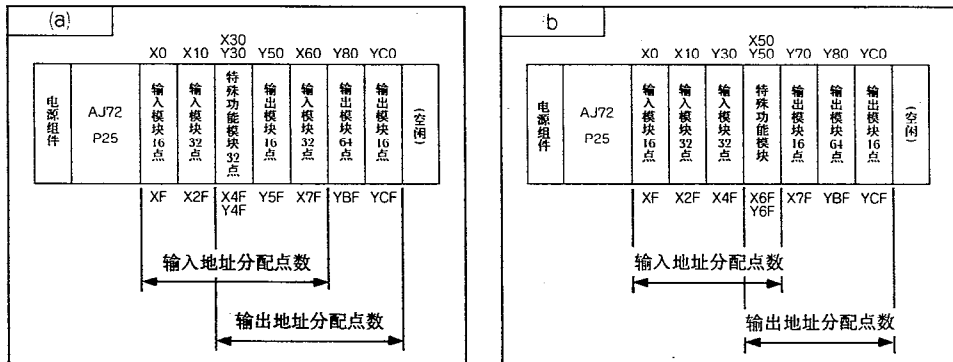 (a)
X30
X0 X10 Y30 Y50 X60 Y80 YC0
电源组件
AJ72
P25
输入模块16点
输入模块32点
特殊功能模块32点
输出模块16点
输入模块32点
输出模块64点
输出模块16点
(空闲)
XF X2F X4F Y5F X7F YBF YCF
Y4F
输入地址分配点数
输出地址分配点数
b
X50
X0 X10 Y30 Y50 Y70 Y80 YC0
电源组件
AJ72
P25
输入模块16点
输入模块32点
输入模块32点
特殊功能模块
输出模块16点
输出模块64点
输出模块16点
(空闲)
XF X2F X4F X6F X7F YBF YCF
Y6F
输入地址分配点数
输出地址分配点数